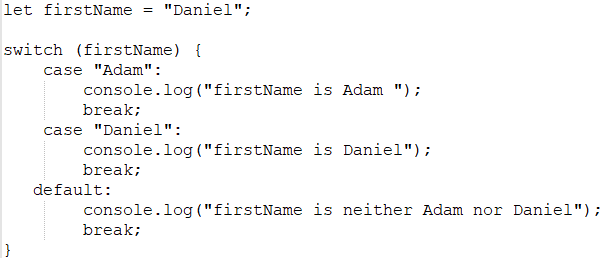 let firstName = "Daniel";

switch (firstName) {
    case "Adam":
        console.log("firstName is Adam ");
        break;
    case "Daniel":
        console.log("firstName is Daniel");
        break;
   default:
        console.log("firstName is neither Adam nor Daniel");
        break;
}